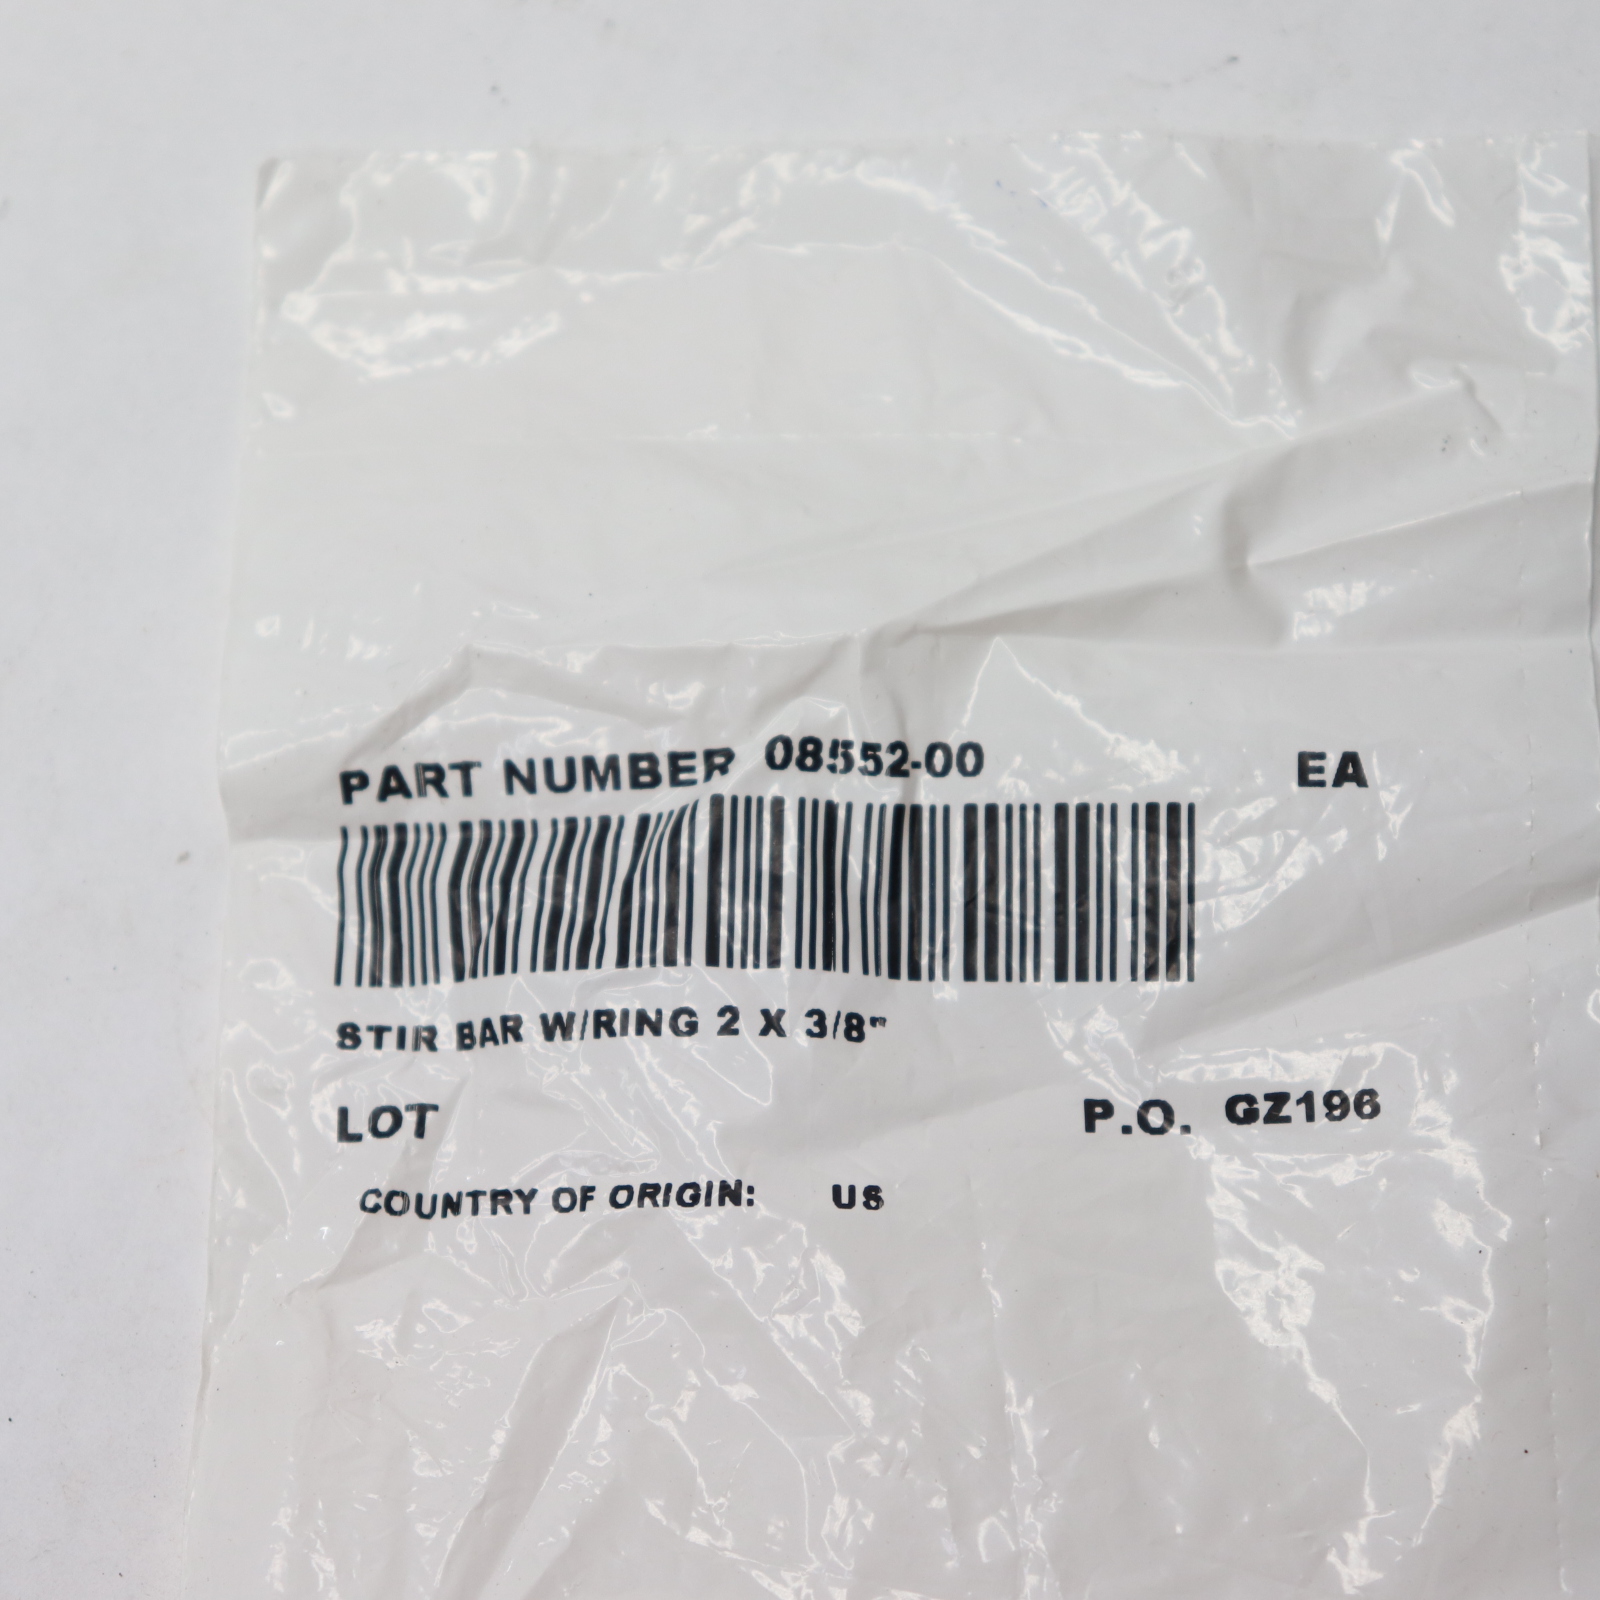 PART NUMBER 08552-00 EA
STIR BAR W/RING 2 X 3/8"
LOT P.O. GZ196
COUNTRY OF ORIGIN: US